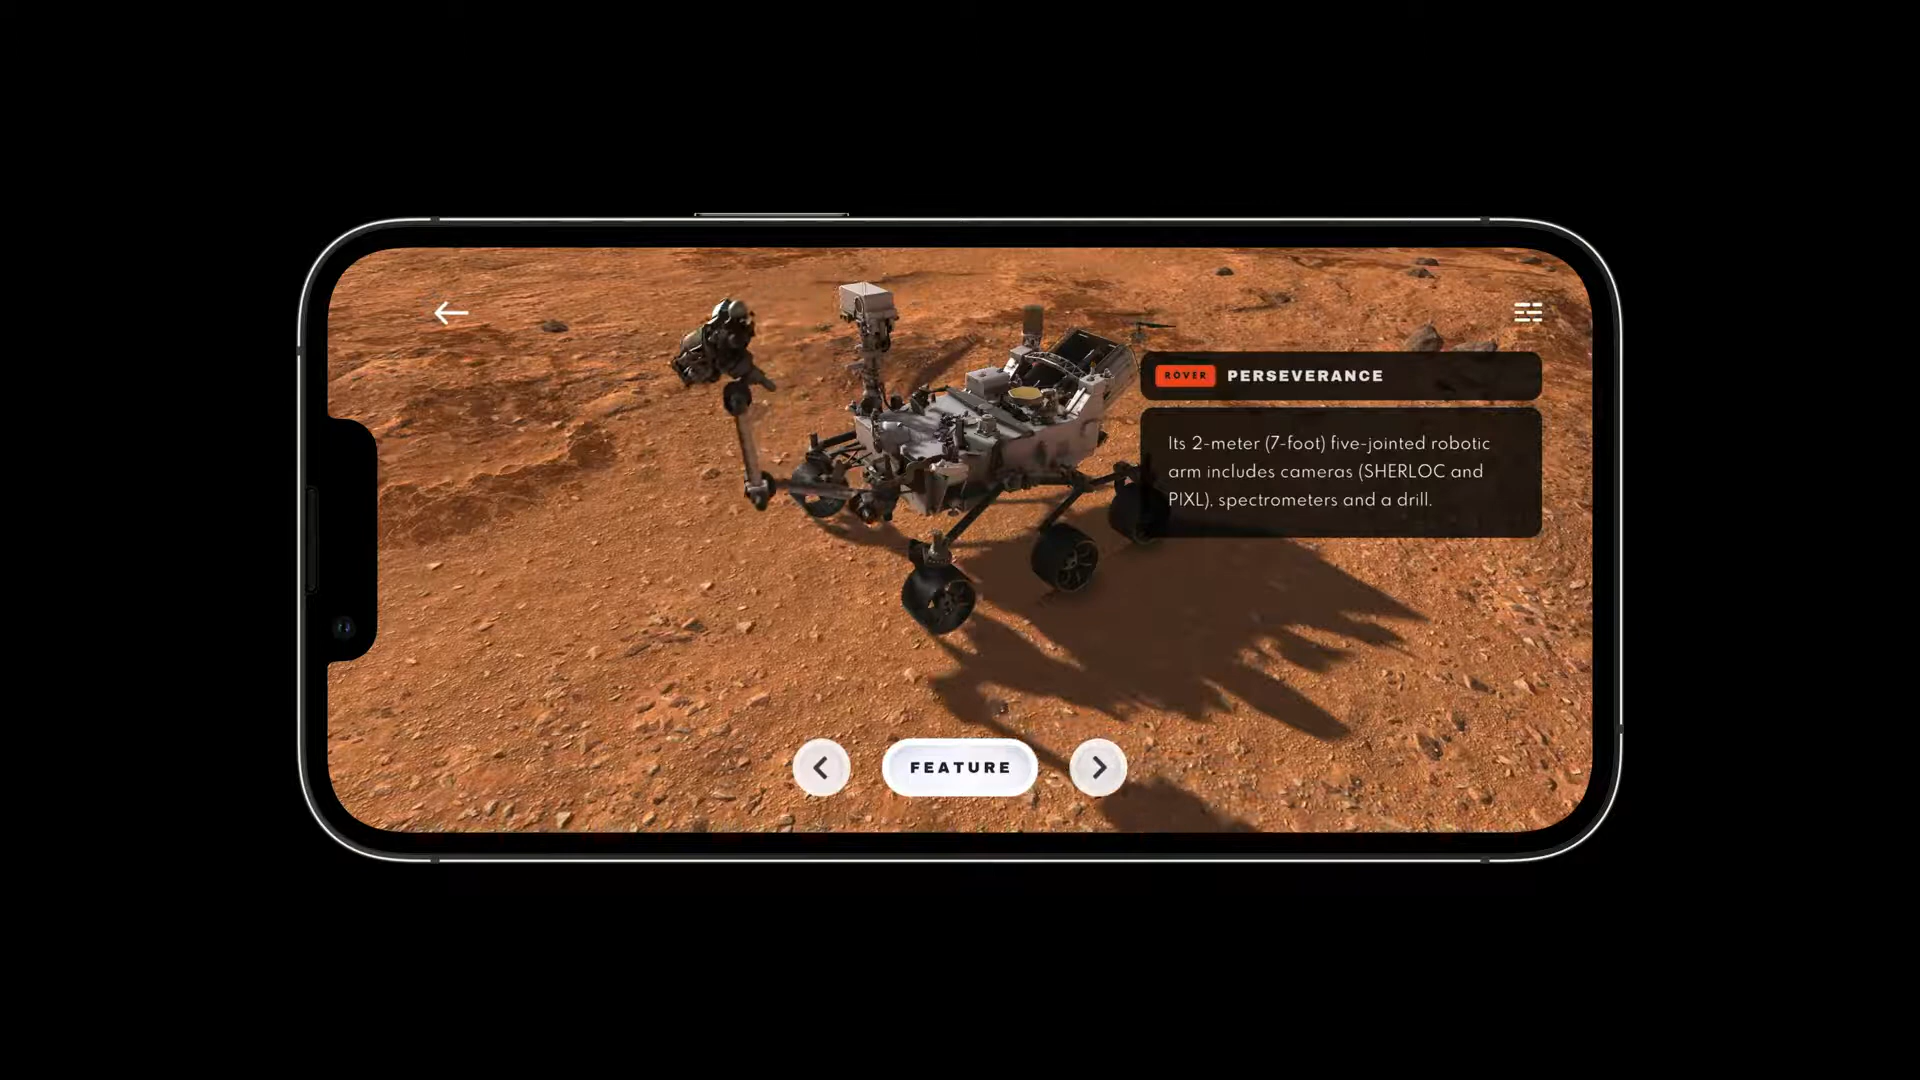 ROVER PERSEVERANCE
Its 2-meter (7-foot) five-jointed robotic
arm includes cameras (SHERLOC and
PIXL), spectrometers and a drill.
FEATURE